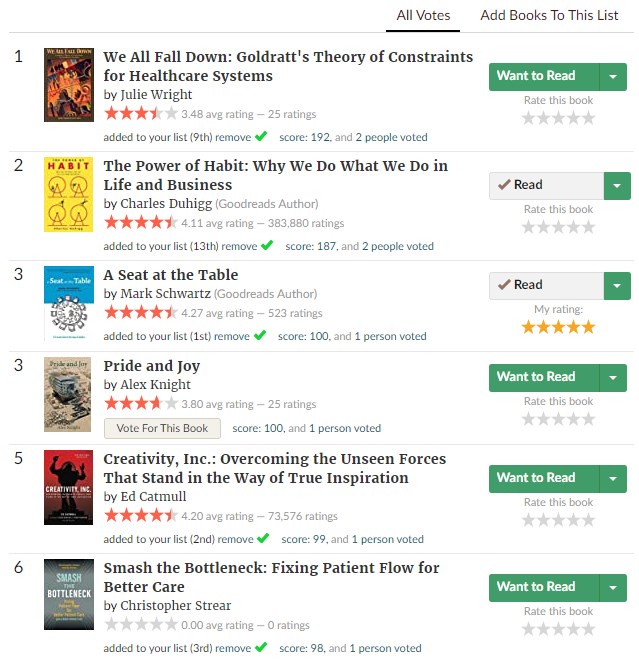 All Votes Add Books To This List
1
WE ALL FALL DOWN
We All Fall Down: Goldratt's Theory of Constraints
for Healthcare Systems
by Julie Wright
3.48 avg rating — 25 ratings
added to your list (9th) remove score: 192, and 2 people voted
Want to Read
Rate this book
2
THE POWER OF
HABIT
The Power of Habit: Why We Do What We Do in
Life and Business
by Charles Duhigg (Goodreads Author)
4.11 avg rating — 383,880 ratings
added to your list (13th) remove score: 187, and 2 people voted
Read
Rate this book
3
a Seat at the Table
A Seat at the Table
by Mark Schwartz (Goodreads Author)
4.27 avg rating — 523 ratings
added to your list (1st) remove score: 100, and 1 person voted
Read
My rating:
3
Pride and Joy
Alex Knight
Pride and Joy
by Alex Knight
3.80 avg rating — 25 ratings
Vote For This Book score: 100, and 1 person voted
Want to Read
Rate this book
5
CREATIVITY, INC.
Creativity, Inc.: Overcoming the Unseen Forces
That Stand in the Way of True Inspiration
by Ed Catmull
4.20 avg rating — 73,576 ratings
added to your list (2nd) remove score: 99, and 1 person voted
Want to Read
Rate this book
6
SMASH
THE
BOTTLENECK
Smash the Bottleneck: Fixing Patient Flow for
Better Care
by Christopher Strear
0.00 avg rating — 0 ratings
added to your list (3rd) remove score: 98, and 1 person voted
Want to Read
Rate this book